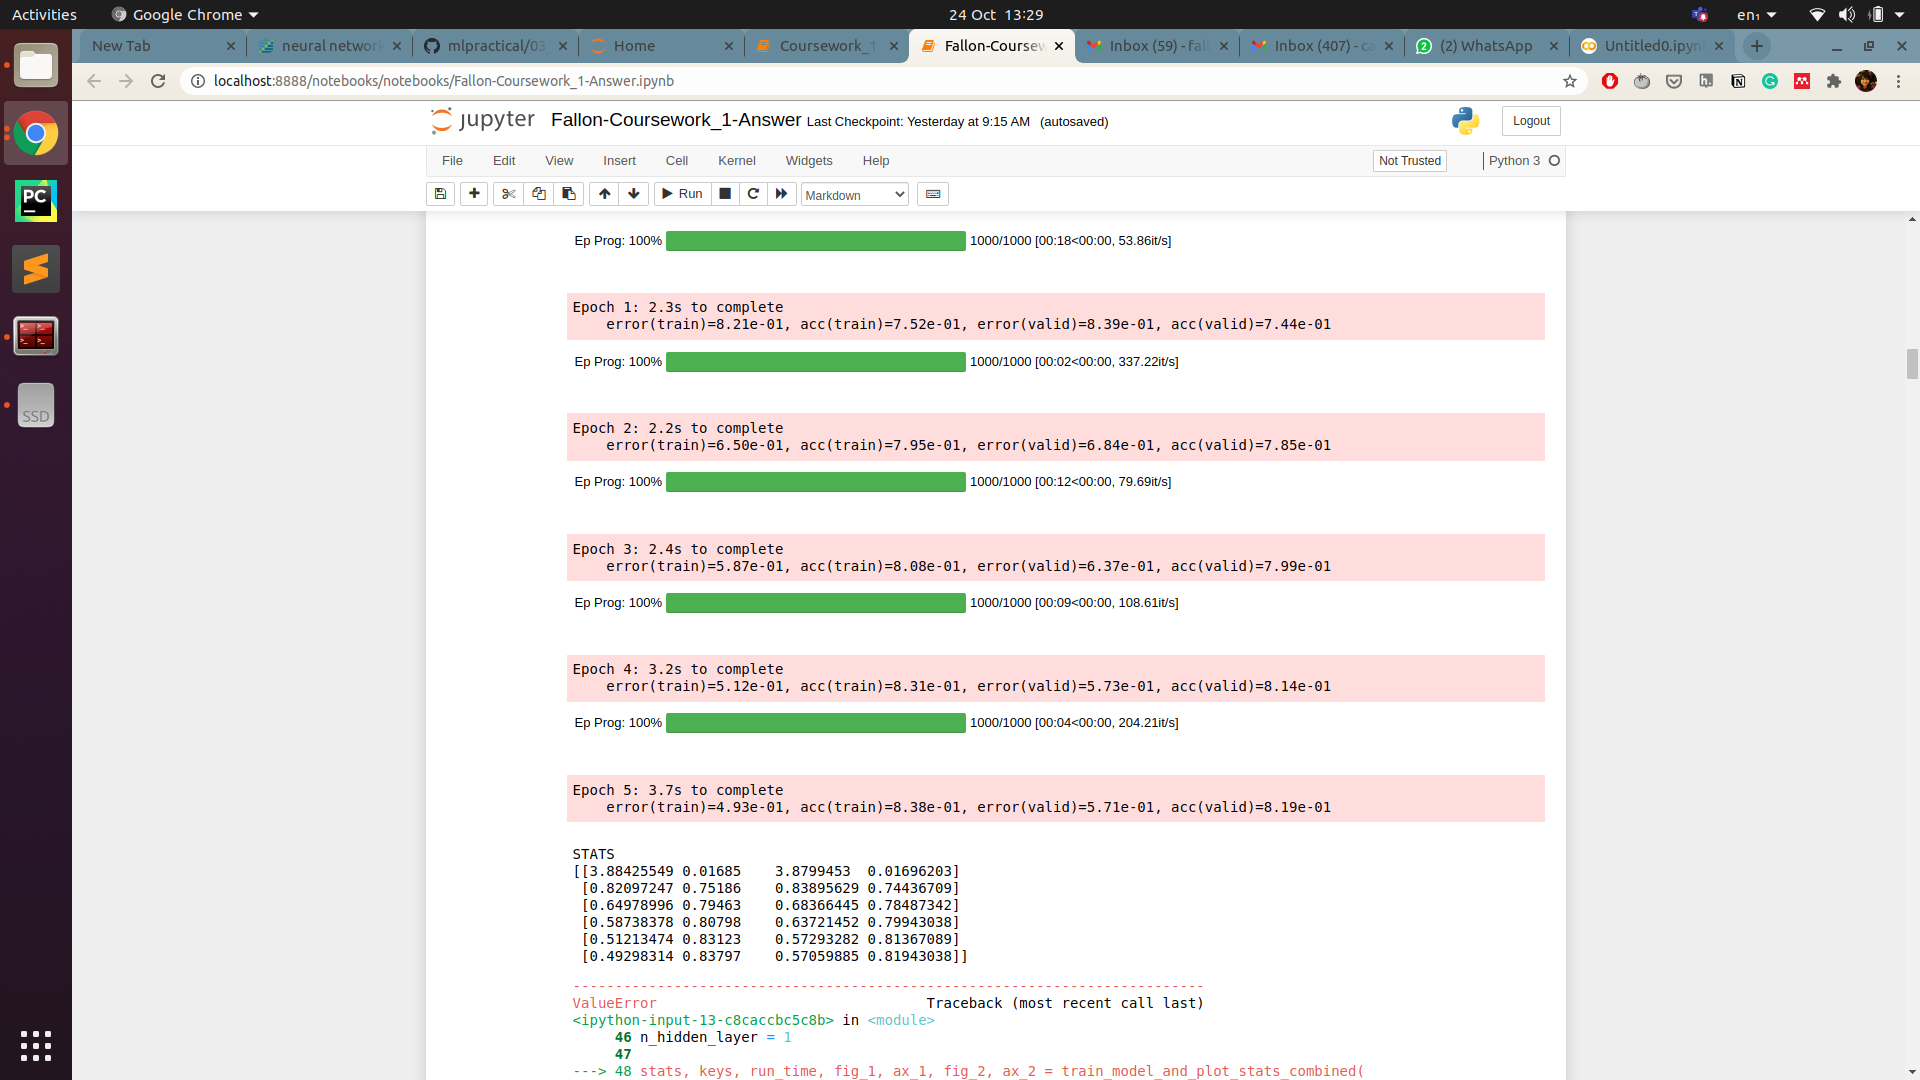 Activities
Google Chrome
24 Oct 13:29
en₁
New Tab
neural network
mlpractical/03
Home
Coursework_1
Fallon-Coursew
Inbox (59) - fall
Inbox (407) - ca
(2) WhatsApp
Untitled0.ipyn
localhost:8888/notebooks/notebooks/Fallon-Coursework_1-Answer.ipynb
jupyter Fallon-Coursework_1-Answer Last Checkpoint: Yesterday at 9:15 AM (autosaved)
Logout
File Edit View Insert Cell Kernel Widgets Help
Not Trusted
Python 3
Run
Markdown
PC
SSD
Ep Prog: 100% 1000/1000 [00:18<00:00, 53.86it/s]
Epoch 1: 2.3s to complete
error(train)=8.21e-01, acc(train)=7.52e-01, error(valid)=8.39e-01, acc(valid)=7.44e-01
Ep Prog: 100% 1000/1000 [00:02<00:00, 337.22it/s]
Epoch 2: 2.2s to complete
error(train)=6.50e-01, acc(train)=7.95e-01, error(valid)=6.84e-01, acc(valid)=7.85e-01
Ep Prog: 100% 1000/1000 [00:12<00:00, 79.69it/s]
Epoch 3: 2.4s to complete
error(train)=5.87e-01, acc(train)=8.08e-01, error(valid)=6.37e-01, acc(valid)=7.99e-01
Ep Prog: 100% 1000/1000 [00:09<00:00, 108.61it/s]
Epoch 4: 3.2s to complete
error(train)=5.12e-01, acc(train)=8.31e-01, error(valid)=5.73e-01, acc(valid)=8.14e-01
Ep Prog: 100% 1000/1000 [00:04<00:00, 204.21it/s]
Epoch 5: 3.7s to complete
error(train)=4.93e-01, acc(train)=8.38e-01, error(valid)=5.71e-01, acc(valid)=8.19e-01
STATS
[[3.88425549 0.01685 3.8799453 0.01696203]
[0.82097247 0.75186 0.83895629 0.74436709]
[0.64978996 0.79463 0.68366445 0.78487342]
[0.58738378 0.80798 0.63721452 0.79943038]
[0.51213474 0.83123 0.57293282 0.81367089]
[0.49298314 0.83797 0.57059885 0.81943038]]
---------------------------------------------------------------------------
ValueError Traceback (most recent call last)
<ipython-input-13-c8caccbc5c8b> in <module>
46 n_hidden_layer = 1
47
---> 48 stats, keys, run_time, fig_1, ax_1, fig_2, ax_2 = train_model_and_plot_stats_combined(